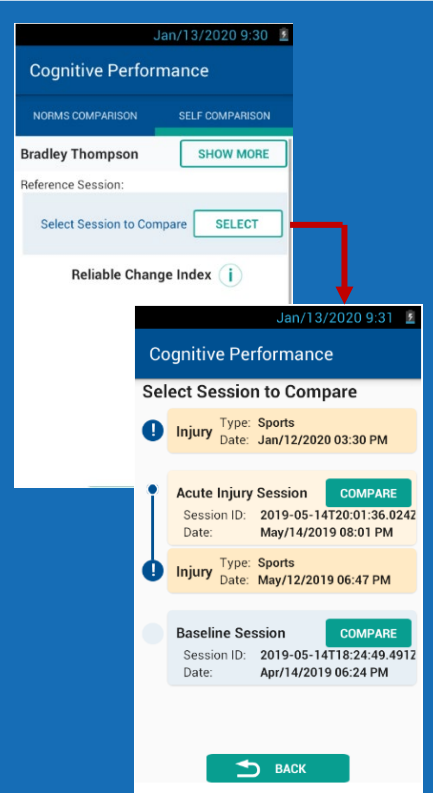 Jan/13/2020 9:30
Cognitive Performance
NORMS COMPARISON SELF COMPARISON
Bradley Thompson SHOW MORE
Reference Session:
Select Session to Compare SELECT
Reliable Change Index i
Jan/13/2020 9:31
Cognitive Performance
Select Session to Compare
! Injury Type: Sports
Date: Jan/12/2020 03:30 PM
Acute Injury Session COMPARE
Session ID: 2019-05-14T20:01:36.024Z
Date: May/14/2019 08:01 PM
! Injury Type: Sports
Date: May/12/2019 06:47 PM
Baseline Session COMPARE
Session ID: 2019-05-14T18:24:49.491Z
Date: Apr/14/2019 06:24 PM
BACK